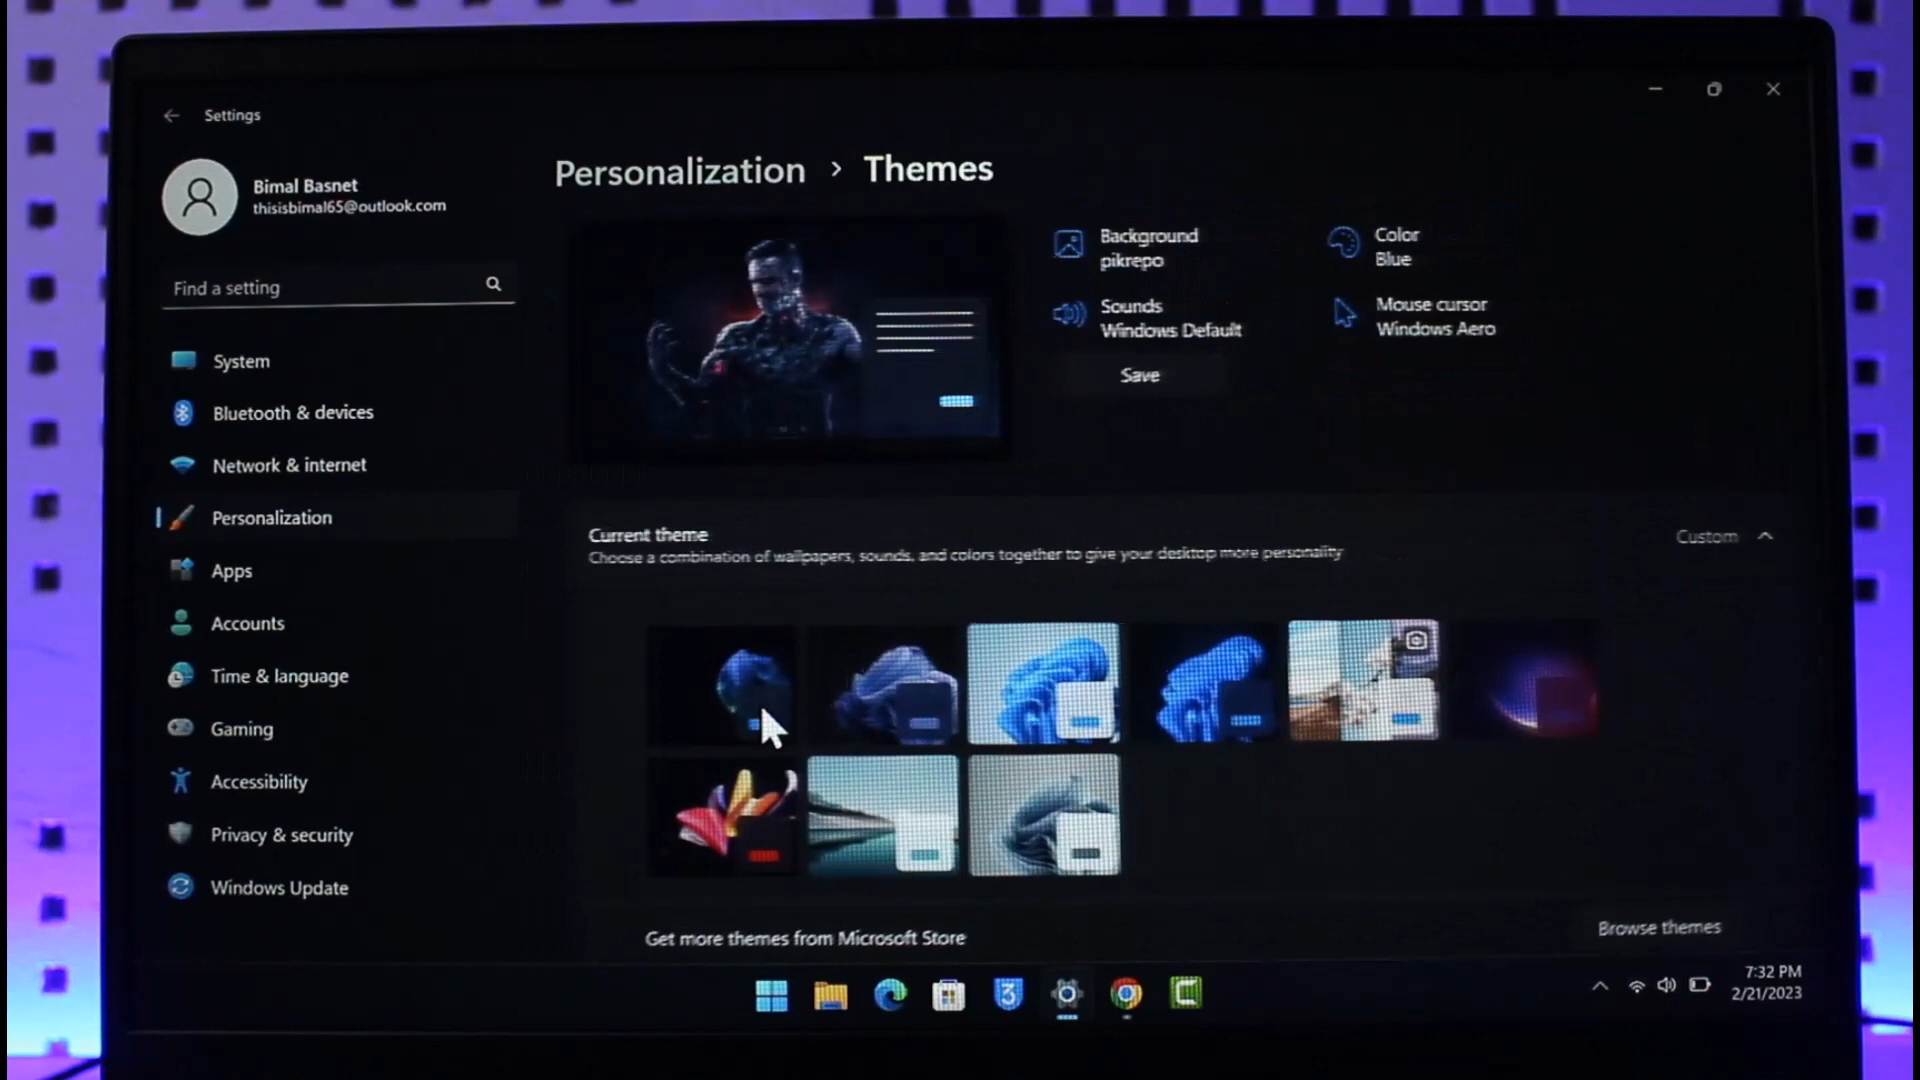 Settings
Bimal Basnet
thisisbimal65@outlook.com
Find a setting
System
Bluetooth & devices
Network & internet
Personalization
Apps
Accounts
Time & language
Gaming
Accessibility
Privacy & security
Windows Update
Personalization > Themes
Background
pikrepo
Color
Blue
Sounds
Windows Default
Mouse cursor
Windows Aero
Save
Current theme
Choose a combination of wallpapers, sounds, and colors together to give your desktop more personality
Custom
Get more themes from Microsoft Store
Browse themes
3
7:32 PM
2/21/2023